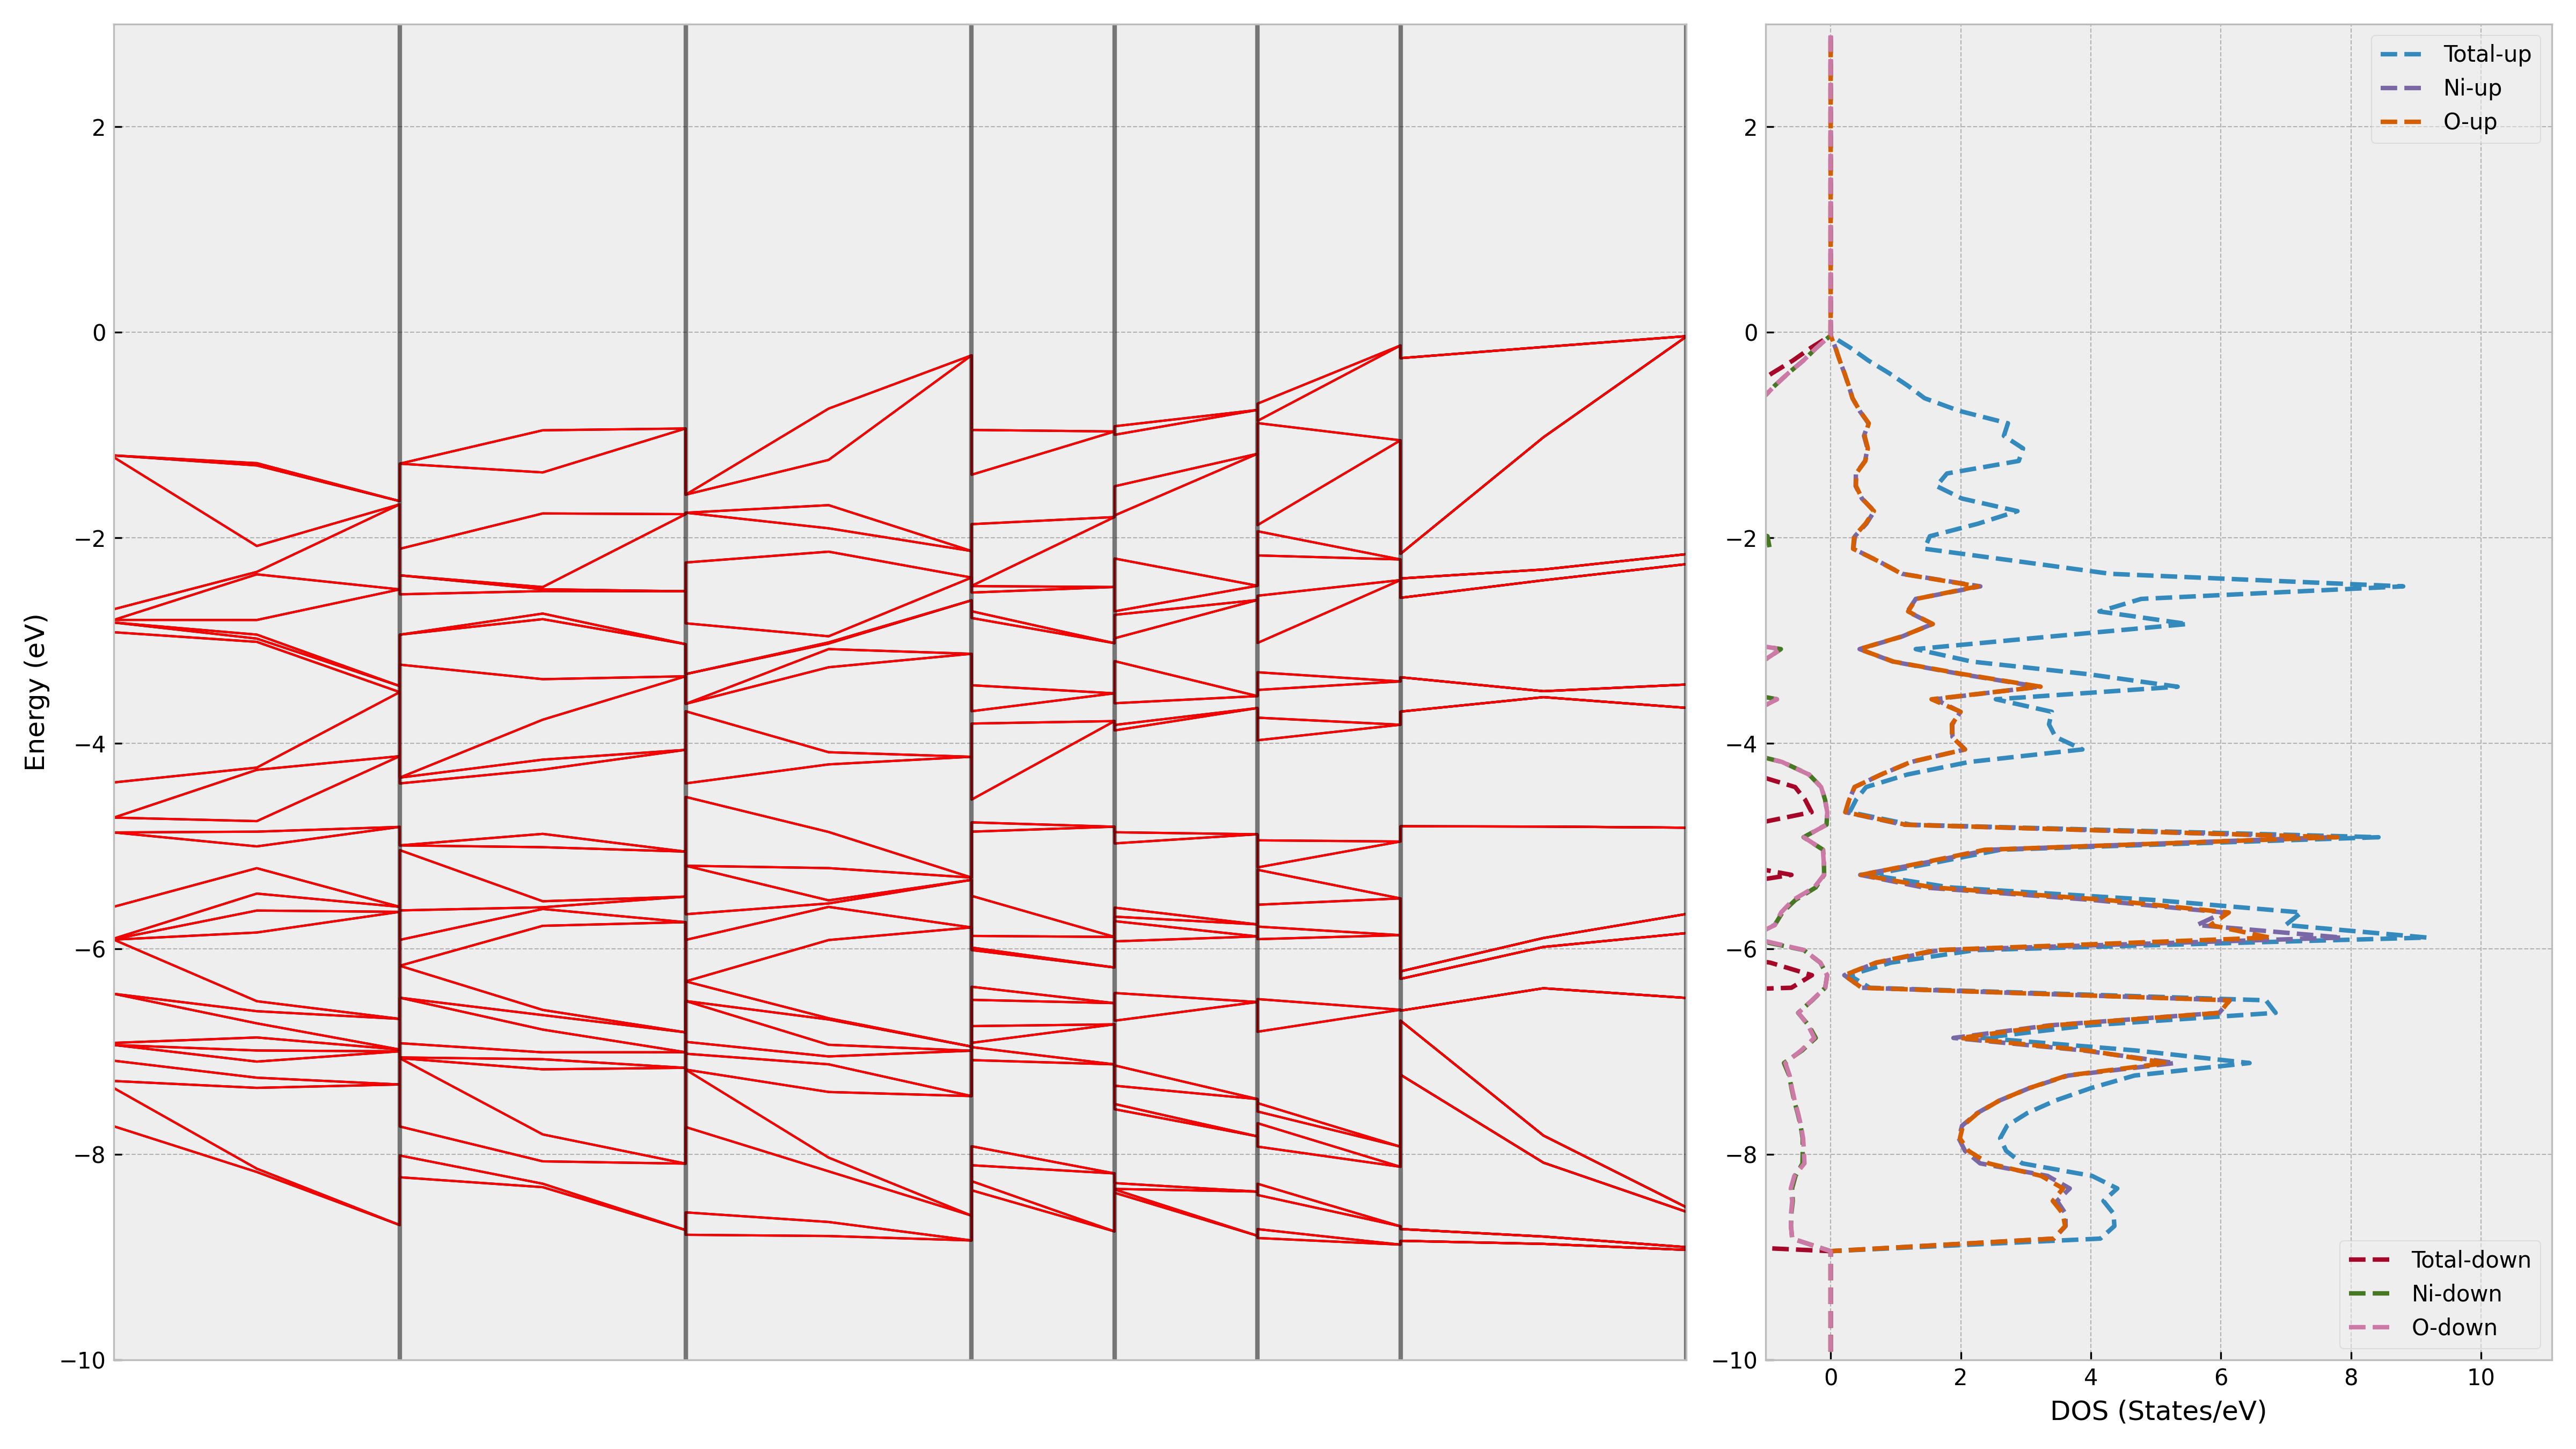 2
0
−2
−4
−6
−8
−10
Energy (eV)
2
0
−2
−4
−6
−8
−10
0 2 4 6 8 10
DOS (States/eV)
Total-up
Ni-up
O-up
Total-down
Ni-down
O-down